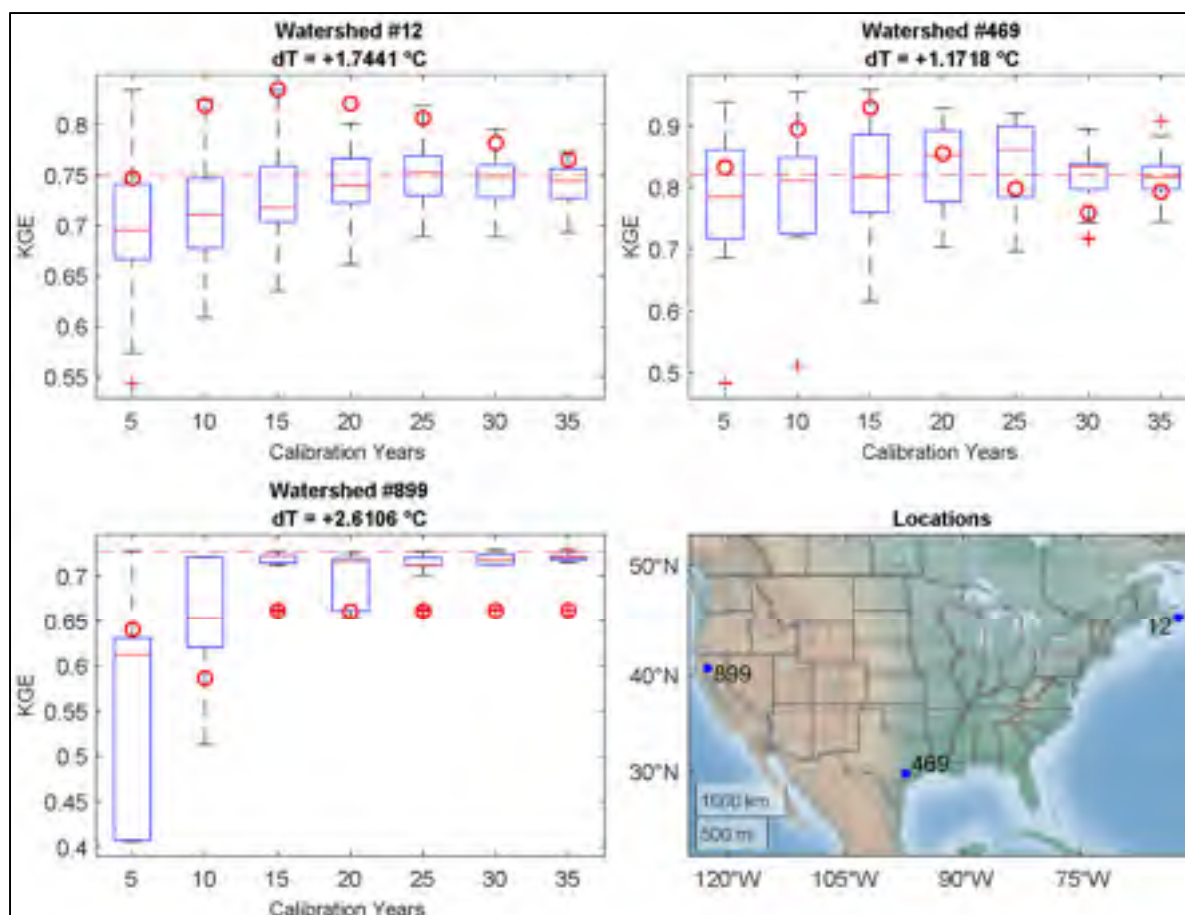 Watershed #12
dT = +1.7441 ºC
KGE
0.8
0.75
0.7
0.65
0.6
0.55
5 10 15 20 25 30 35
Calibration Years
Watershed #469
dT = +1.1718 ºC
KGE
0.9
0.8
0.7
0.6
0.5
5 10 15 20 25 30 35
Calibration Years
Watershed #899
dT = +2.6106 ºC
KGE
0.7
0.65
0.6
0.55
0.5
0.45
0.4
5 10 15 20 25 30 35
Calibration Years
Locations
50°N
40°N
30°N
12
899
469
1000 km
500 mi
120°W 105°W 90°W 75°W